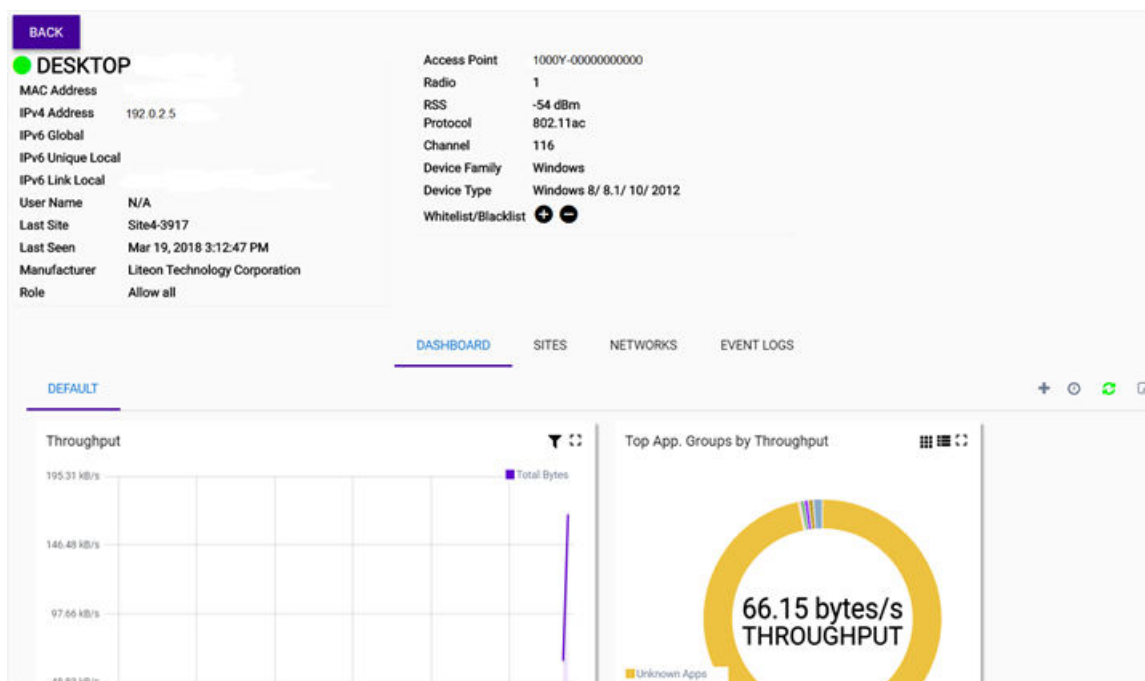 BACK
DESKTOP
MAC Address
IPv4 Address 192.0.2.5
IPv6 Global
IPv6 Unique Local
IPv6 Link Local
User Name N/A
Last Site Site4-3917
Last Seen Mar 19, 2018 3:12:47 PM
Manufacturer Liteon Technology Corporation
Role Allow all
Access Point 1000Y-00000000000
Radio 1
RSS -54 dBm
Protocol 802.11ac
Channel 116
Device Family Windows
Device Type Windows 8/ 8.1/ 10/ 2012
Whitelist/Blacklist
DASHBOARD SITES NETWORKS EVENT LOGS
DEFAULT
Throughput
195.31 kB/s
Total Bytes
146.48 kB/s
97.66 kB/s
Top App. Groups by Throughput
66.15 bytes/s
THROUGHPUT
Unknown Apps